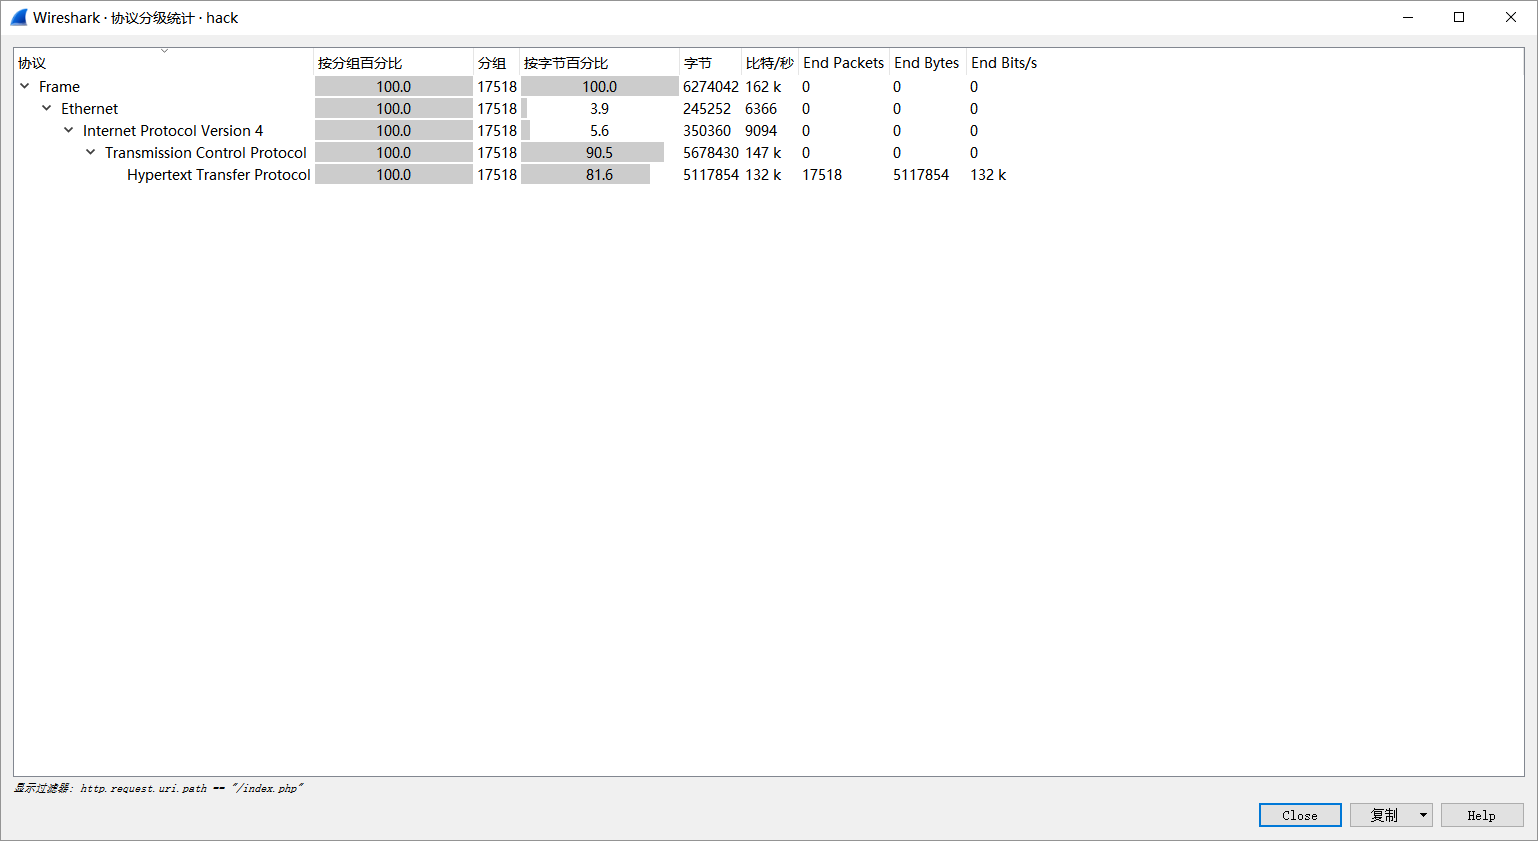 Wireshark · 协议分级统计 · hack
协议 按分组百分比 分组 按字节百分比 字节 比特/秒 End Packets End Bytes End Bits/s
Frame 100.0 17518 100.0 6274042 162 k 0 0 0
Ethernet 100.0 17518 3.9 245252 6366 0 0 0
Internet Protocol Version 4 100.0 17518 5.6 350360 9094 0 0 0
Transmission Control Protocol 100.0 17518 90.5 5678430 147 k 0 0 0
Hypertext Transfer Protocol 100.0 17518 81.6 5117854 132 k 17518 5117854 132 k
显示过滤器: http.request.uri.path == "/index.php"
Close 复制 Help